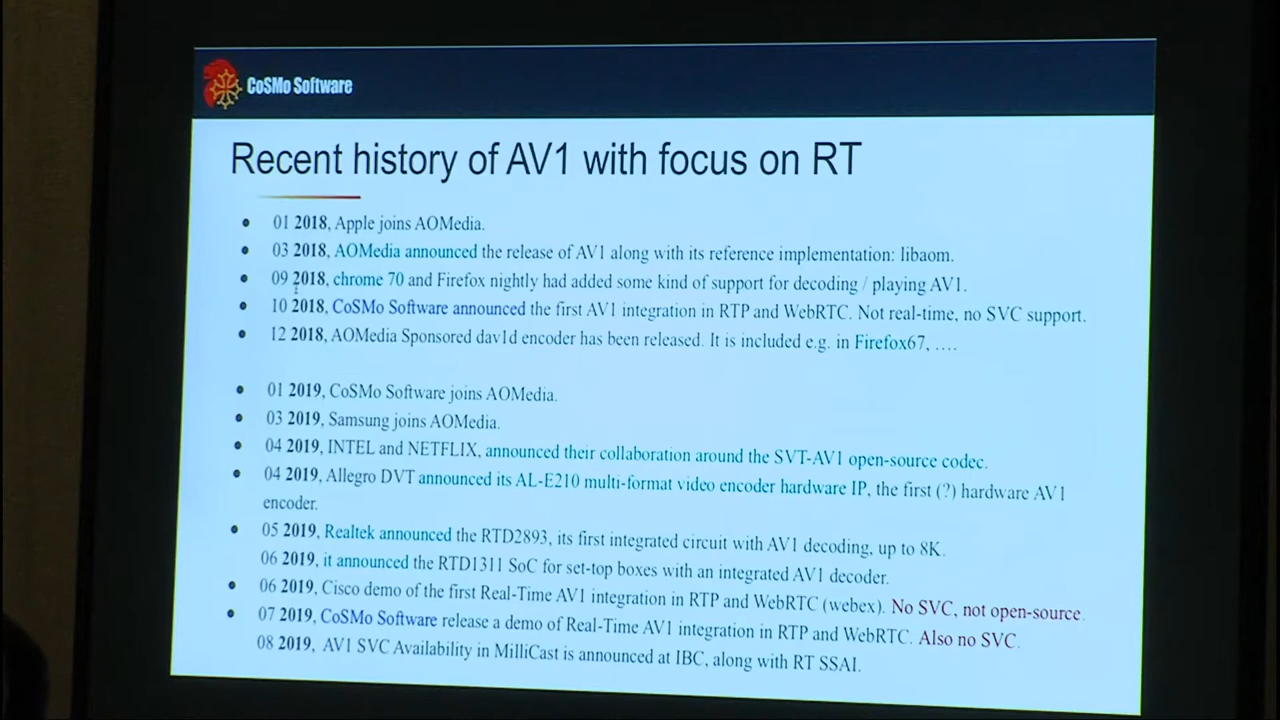 CoSMo Software
Recent history of AV1 with focus on RT
• 01 2018, Apple joins AOMedia.
• 03 2018, AOMedia announced the release of AV1 along with its reference implementation: libaom.
• 09 2018, chrome 70 and Firefox nightly had added some kind of support for decoding / playing AV1.
• 10 2018, CoSMo Software announced the first AV1 integration in RTP and WebRTC. Not real-time, no SVC support.
• 12 2018, AOMedia Sponsored dav1d encoder has been released. It is included e.g. in Firefox67, ….
• 01 2019, CoSMo Software joins AOMedia.
• 03 2019, Samsung joins AOMedia.
• 04 2019, INTEL and NETFLIX, announced their collaboration around the SVT-AV1 open-source codec.
• 04 2019, Allegro DVT announced its AL-E210 multi-format video encoder hardware IP, the first (?) hardware AV1
encoder.
• 05 2019, Realtek announced the RTD2893, its first integrated circuit with AV1 decoding, up to 8K.
06 2019, it announced the RTD1311 SoC for set-top boxes with an integrated AV1 decoder.
• 06 2019, Cisco demo of the first Real-Time AV1 integration in RTP and WebRTC (webex). No SVC, not open-source.
• 07 2019, CoSMo Software release a demo of Real-Time AV1 integration in RTP and WebRTC. Also no SVC.
08 2019, AV1 SVC Availability in MilliCast is announced at IBC, along with RT SSAI.